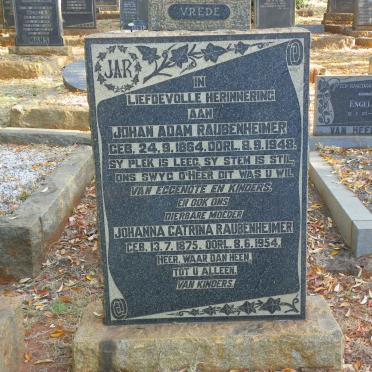 VREDE
JAK
JAR
IN
LIEFDEVOLLE HERINNERING
AAN
JOHAN ADAM RAUBENHEIMER
GEB. 24.9.1864. OORL. 8.9.1948.
SY PLEK IS LEEG, SY STEM IS STIL,
ONS SWYG O'HEER DIT WAS U WIL.
VAN EGGENOTE EN KINDERS.
EN OOK ONS
DIERBARE MOEDER
JOHANNA CATRINA RAUBENHEIMER
GEB. 13.7.1875. OORL. 8.6.1954.
HEER, WAAR DAN HEEN,
TOT U ALLEEN.
VAN KINDERS.
ENGEL
VAN